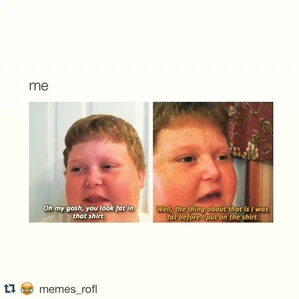 me
Oh my gosh, you look fat in
that shirt.
Well, the thing about that is I was
fat before I put on the shirt.
memes_rofl